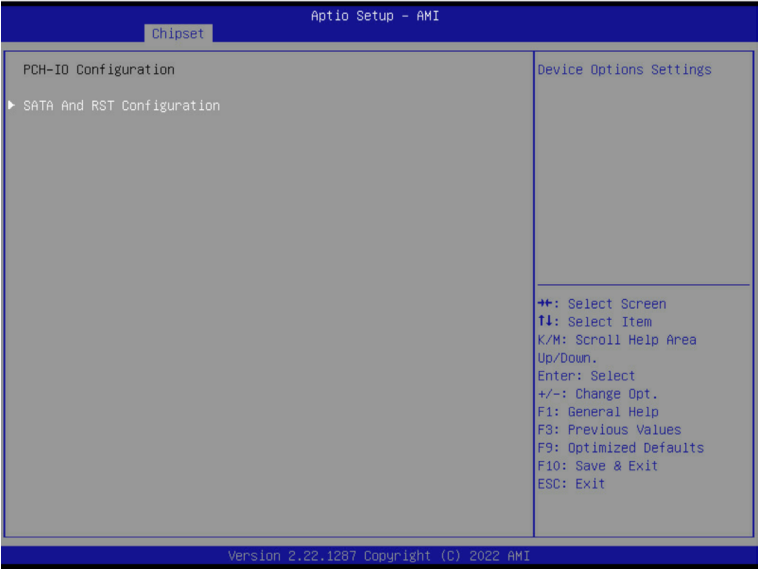 Aptio Setup - AMI
Chipset
PCH-IO Configuration
SATA And RST Configuration
Device Options Settings
→←: Select Screen
↑↓: Select Item
K/M: Scroll Help Area
Up/Down.
Enter: Select
+/-: Change Opt.
F1: General Help
F3: Previous Values
F9: Optimized Defaults
F10: Save & Exit
ESC: Exit
Version 2.22.1287 Copyright (C) 2022 AMI